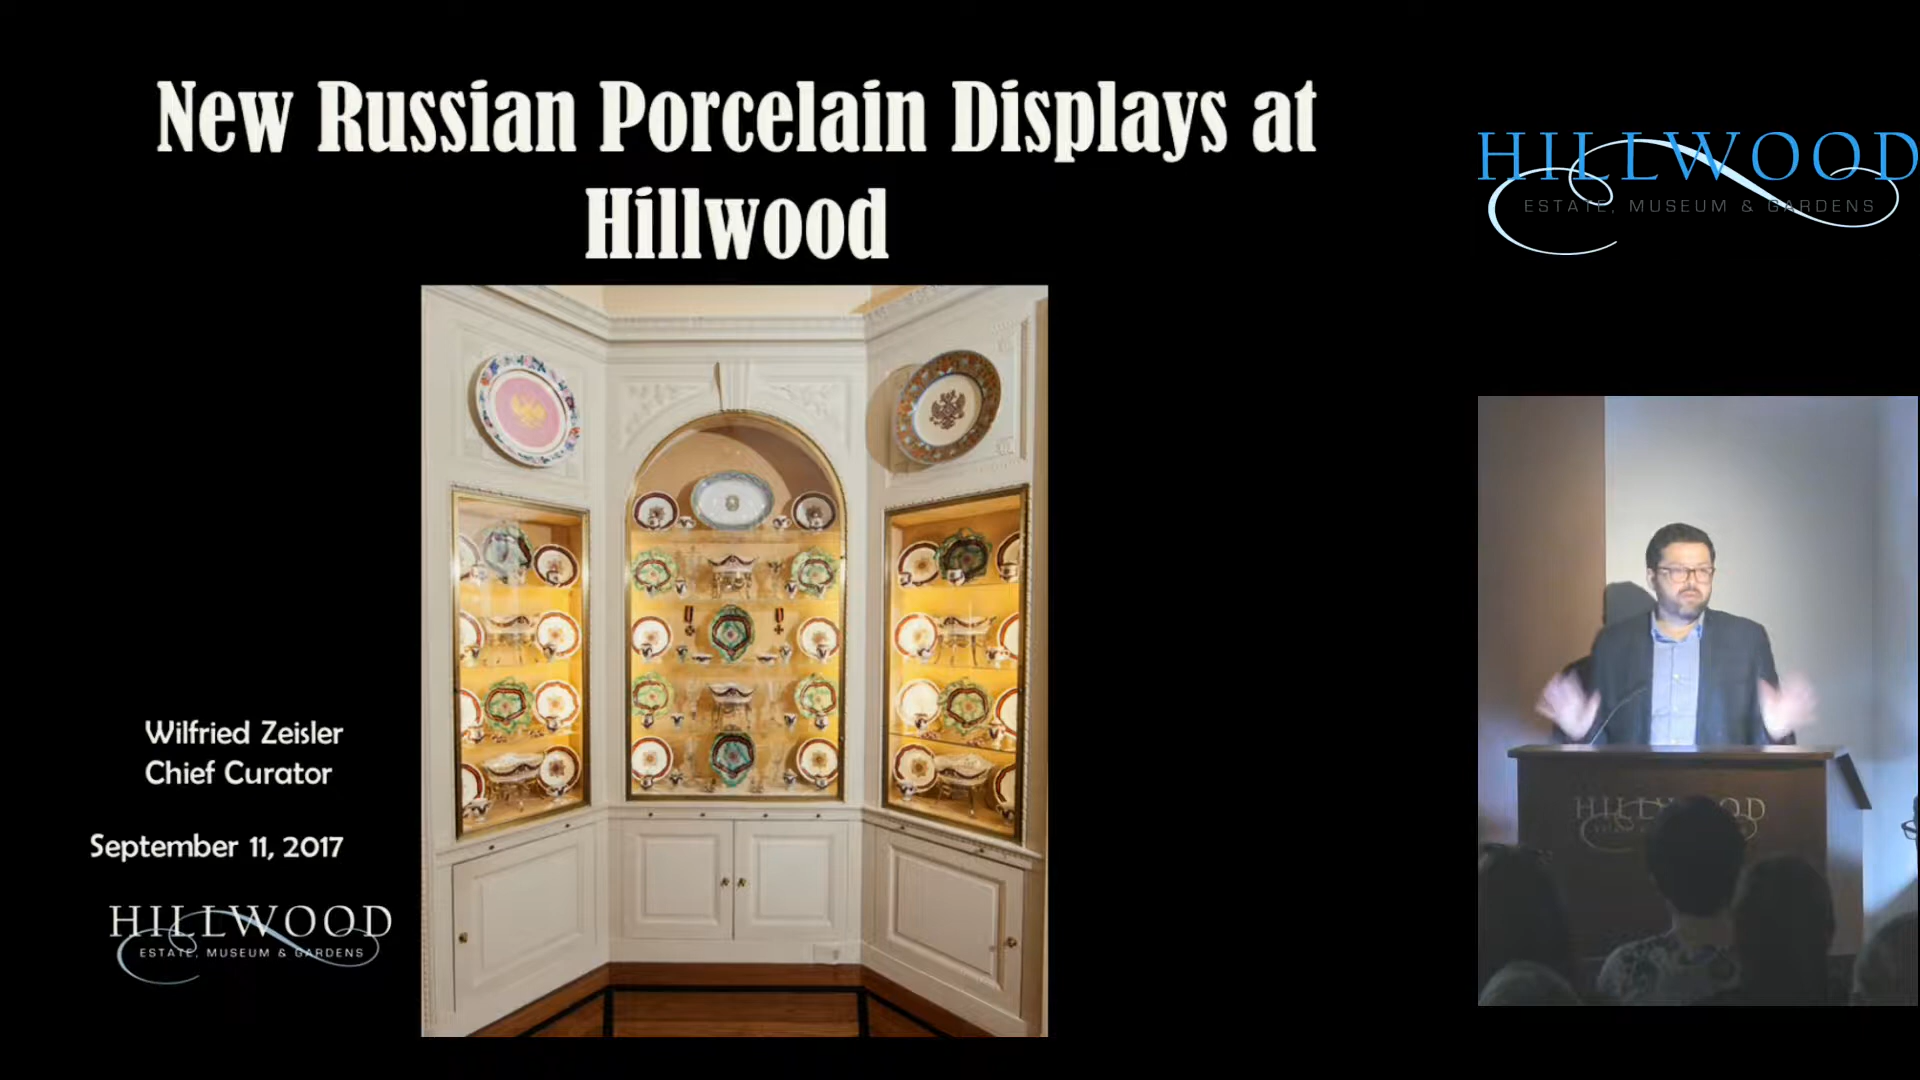 New Russian Porcelain Displays at
Hillwood
Wilfried Zeisler
Chief Curator
September 11, 2017
HILLWOOD
ESTATE, MUSEUM & GARDENS
HILLWOOD
ESTATE, MUSEUM & GARDENS
HILLWOOD